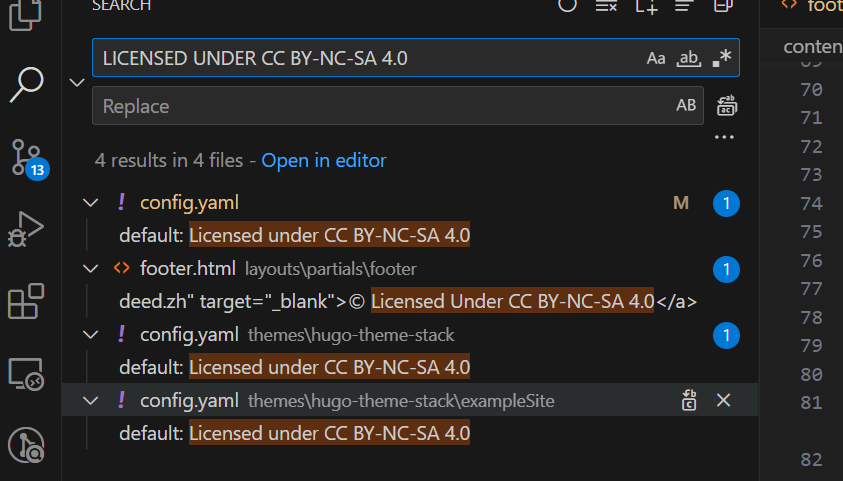 SEARCH
LICENSED UNDER CC BY-NC-SA 4.0 Aa ab
Replace AB
4 results in 4 files - Open in editor
13
config.yaml M 1
default: Licensed under CC BY-NC-SA 4.0
footer.html layouts\partials\footer 1
deed.zh" target="_blank">© Licensed Under CC BY-NC-SA 4.0</a>
config.yaml themes\hugo-theme-stack 1
default: Licensed under CC BY-NC-SA 4.0
config.yaml themes\hugo-theme-stack\exampleSite
default: Licensed under CC BY-NC-SA 4.0
foot
conten
69
70
71
72
73
74
75
76
77
78
79
80
81
82